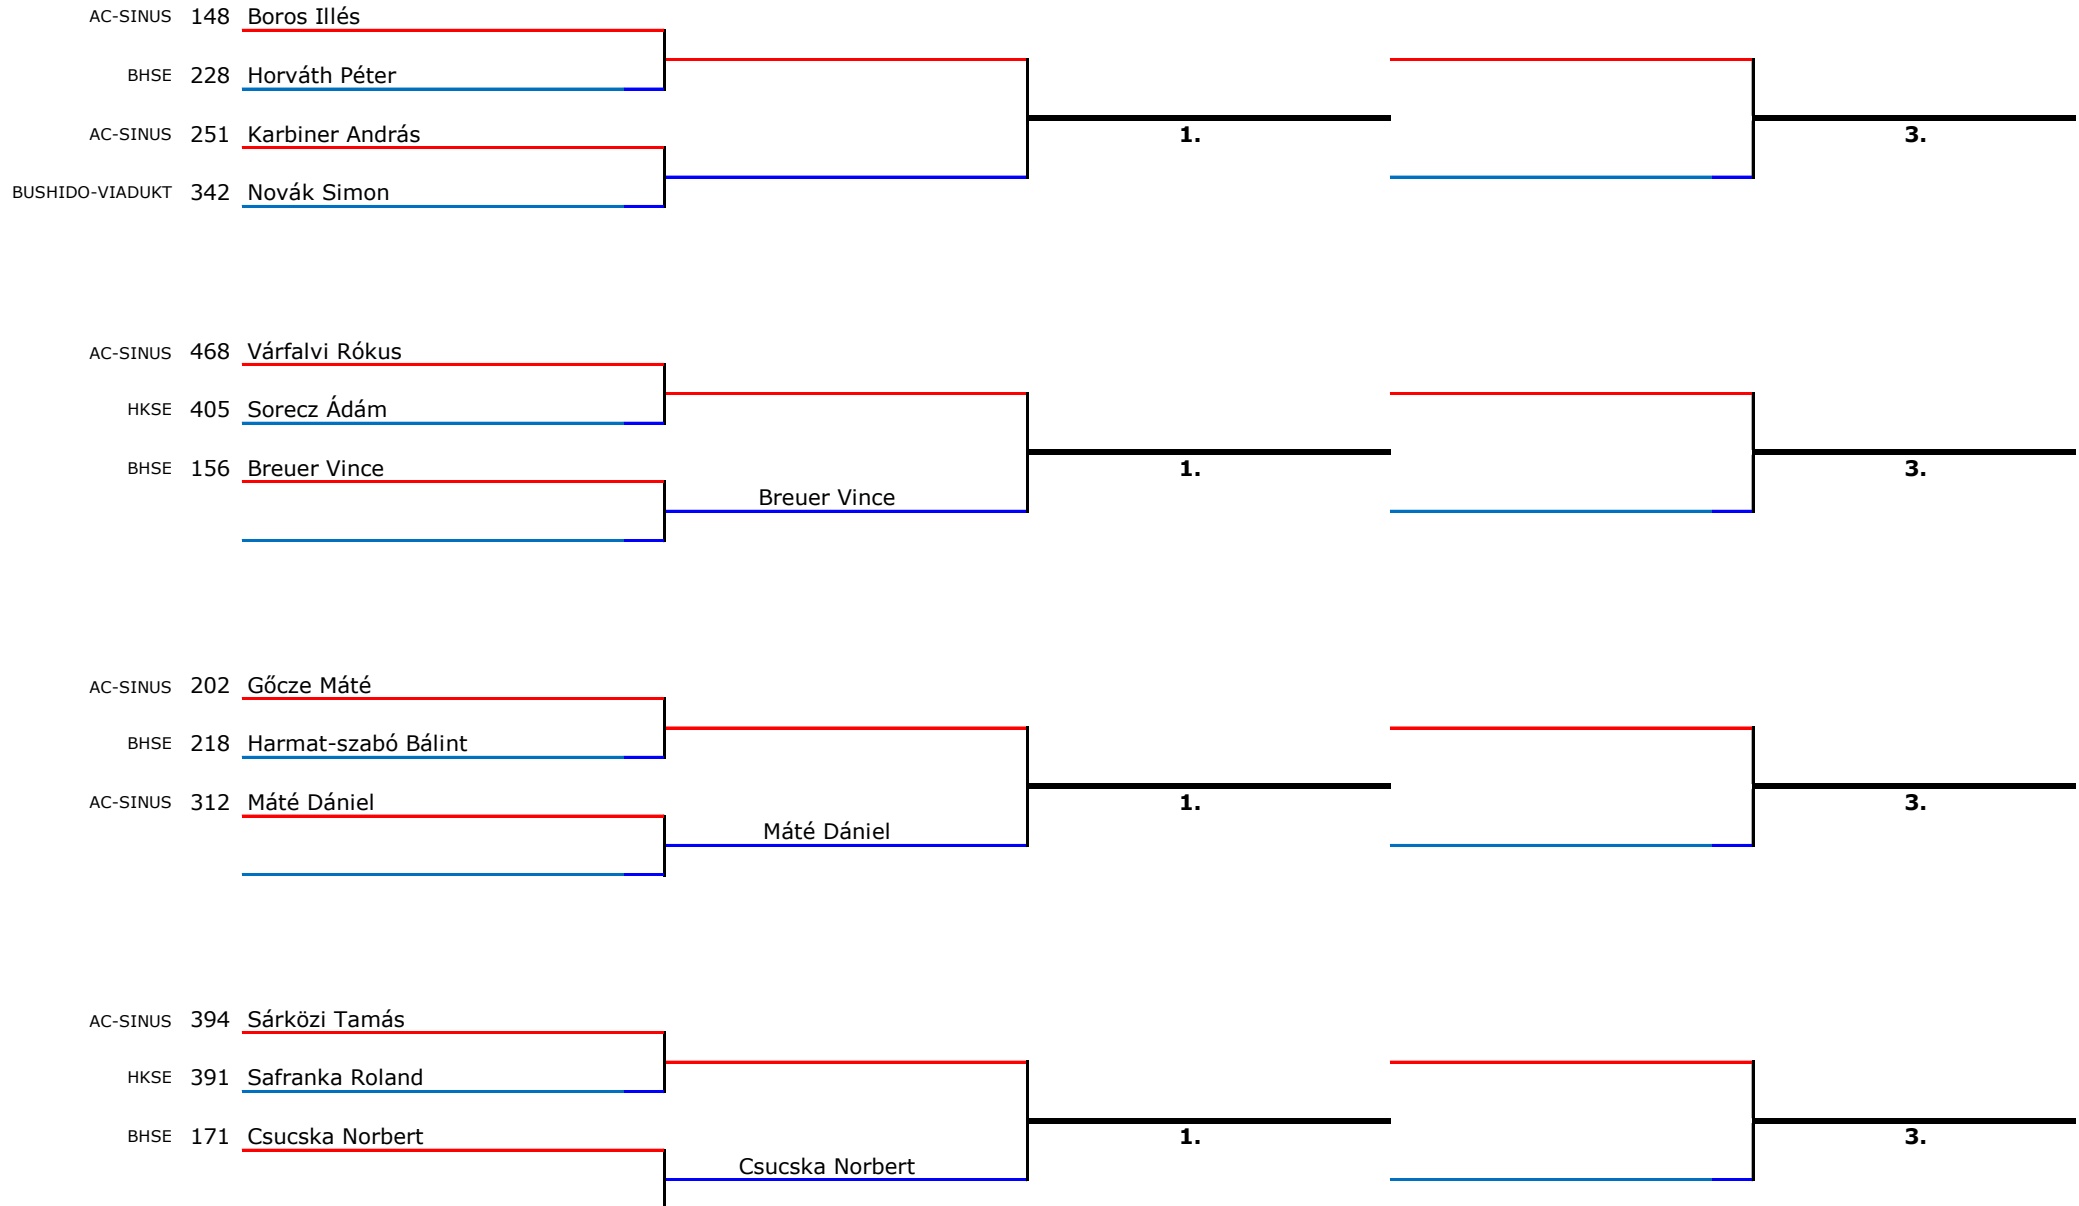 AC-SINUS 148 Boros Illés
BHSE 228 Horváth Péter
AC-SINUS 251 Karbiner András 1. 3.
BUSHIDO-VIADUKT 342 Novák Simon
AC-SINUS 468 Várfalvi Rókus
HKSE 405 Sorecz Ádám
BHSE 156 Breuer Vince 1. 3.
Breuer Vince
AC-SINUS 202 Gőcze Máté
BHSE 218 Harmat-szabó Bálint
AC-SINUS 312 Máté Dániel 1. 3.
Máté Dániel
AC-SINUS 394 Sárközi Tamás
HKSE 391 Safranka Roland
BHSE 171 Csucska Norbert 1. 3.
Csucska Norbert